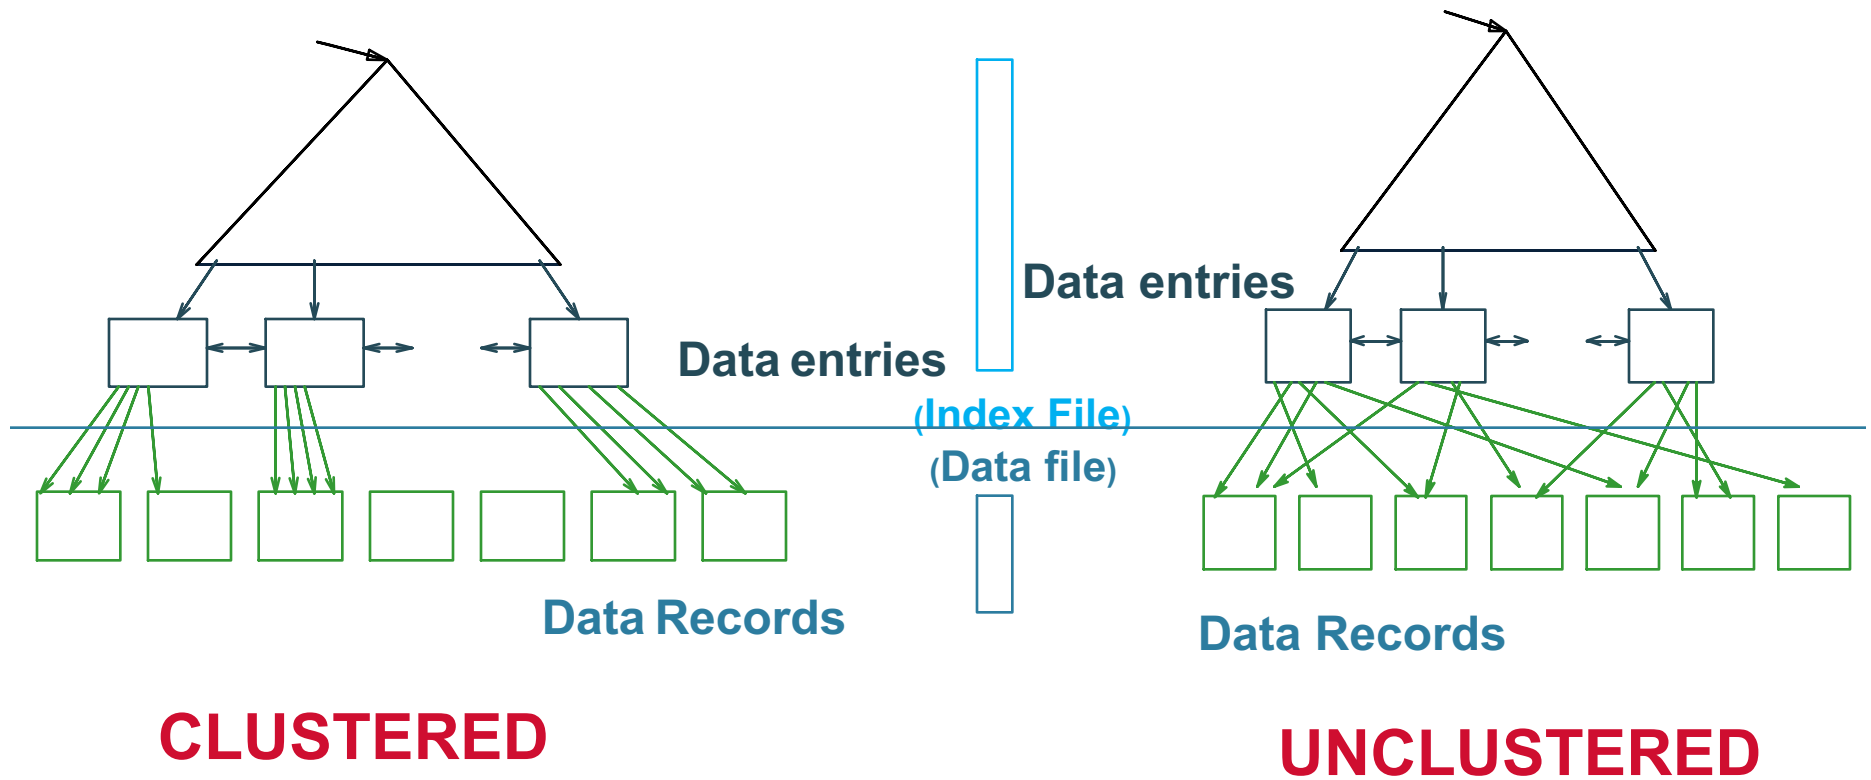 Data entries
Data entries
(Index File)
(Data file)
Data Records
Data Records
CLUSTERED
UNCLUSTERED